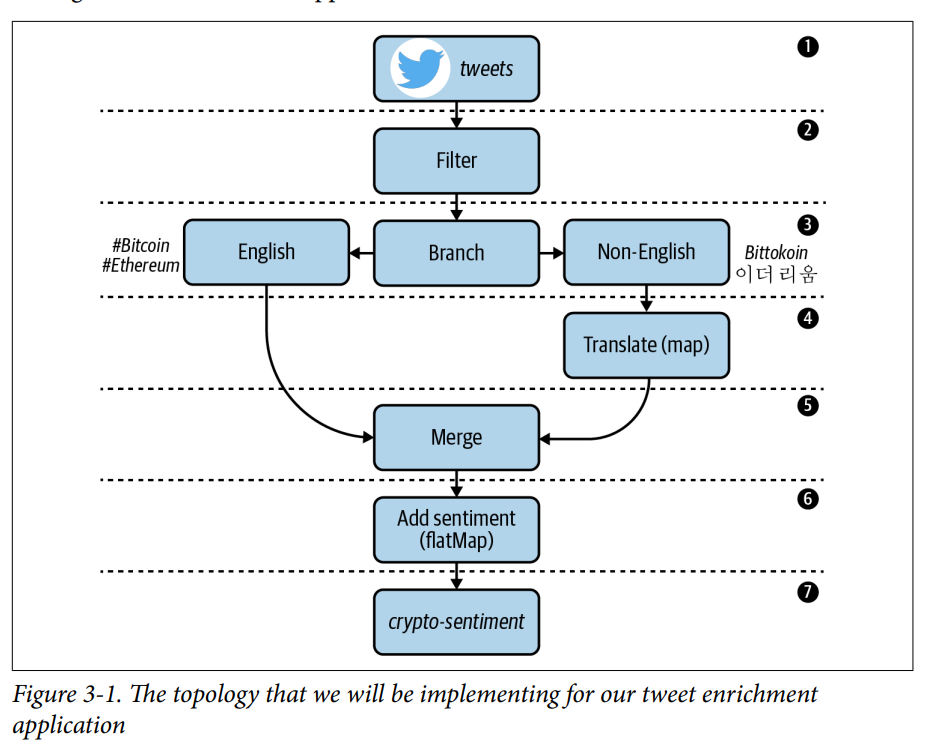 tweets
1
2
Filter
3
#Bitcoin
#Ethereum
English
Branch
Non-English
Bittokoin
이더리움
4
Translate (map)
5
Merge
6
Add sentiment
(flatMap)
7
crypto-sentiment
Figure 3-1. The topology that we will be implementing for our tweet enrichment
application